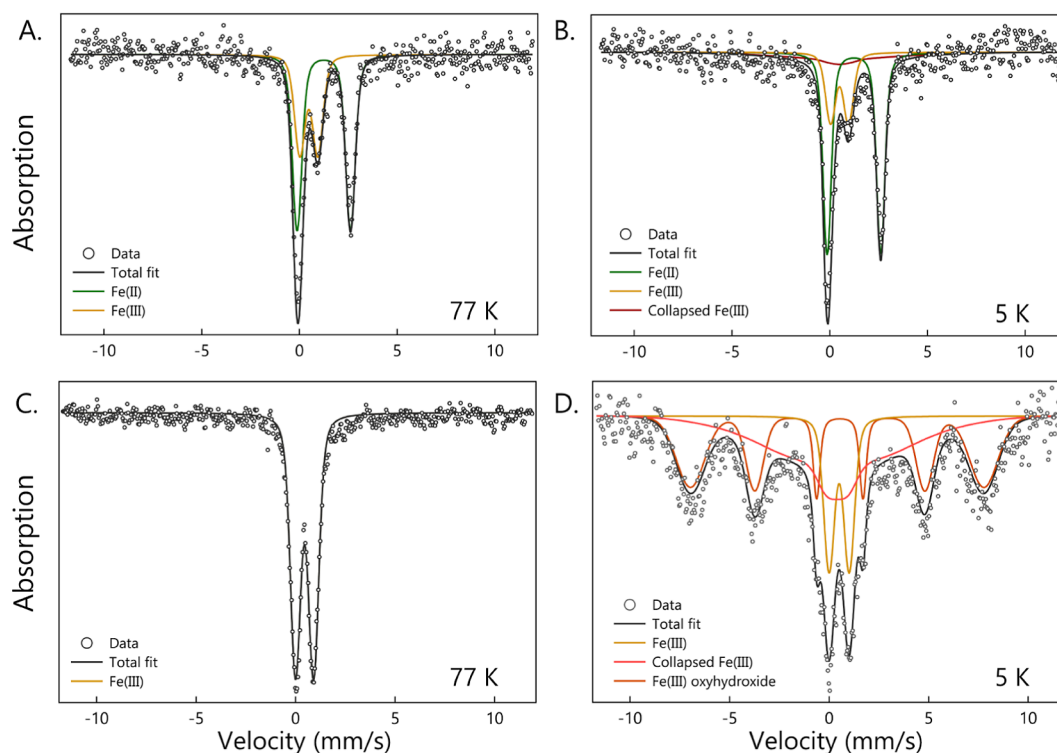 A.
Absorption
Data
Total fit
Fe(II)
Fe(III)
77 K
-10 -5 0 5 10
B.
Data
Total fit
Fe(II)
Fe(III)
Collapsed Fe(III)
5 K
-10 -5 0 5 10
C.
Absorption
Data
Total fit
Fe(III)
77 K
-10 -5 0 5 10
Velocity (mm/s)
D.
Data
Total fit
Fe(III)
Collapsed Fe(III)
Fe(III) oxyhydroxide
5 K
-10 -5 0 5 10
Velocity (mm/s)